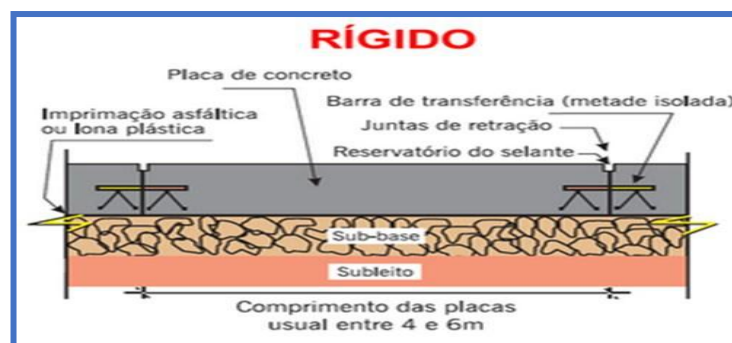 RÍGIDO
Placa de concreto
Imprimação asfáltica
ou lona plástica
Barra de transferência (metade isolada)
Juntas de retração
Reservatório do selante
Sub-base
Subleito
Comprimento das placas
usual entre 4 e 6m